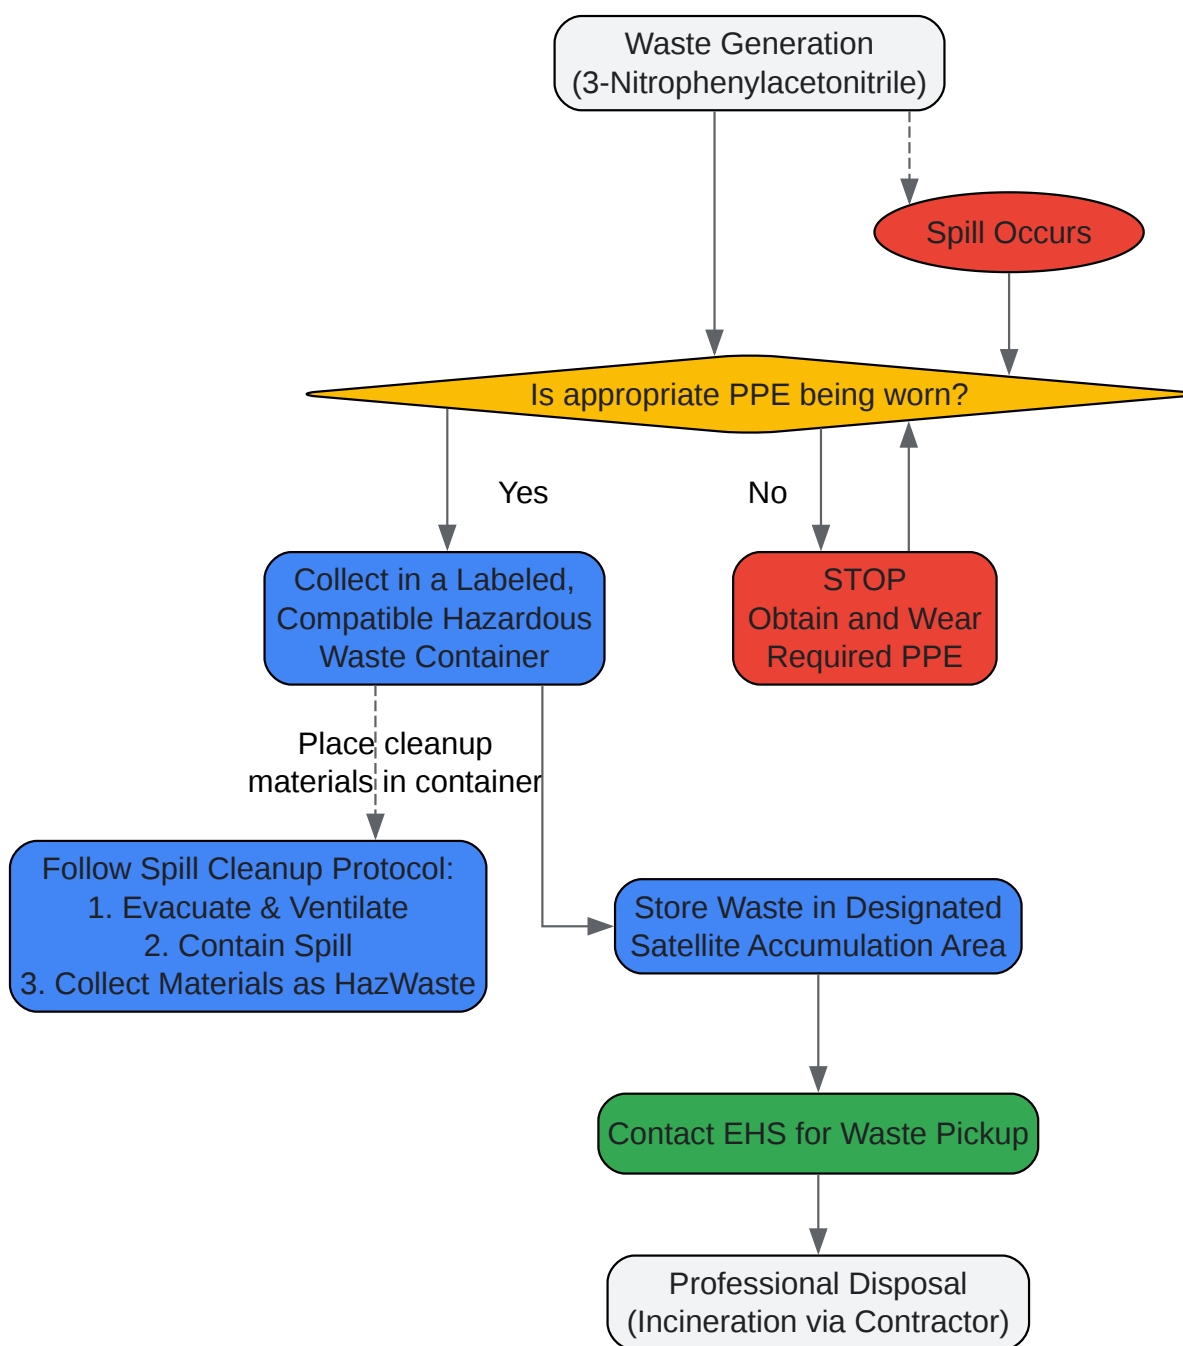 Waste Generation
(3-Nitrophenylacetonitrile)
Spill Occurs
Is appropriate PPE being worn?
Yes
No
Collect in a Labeled,
Compatible Hazardous
Waste Container
STOP
Obtain and Wear
Required PPE
Place cleanup
materials in container
Follow Spill Cleanup Protocol:
1. Evacuate & Ventilate
2. Contain Spill
3. Collect Materials as HazWaste
Store Waste in Designated
Satellite Accumulation Area
Contact EHS for Waste Pickup
Professional Disposal
(Incineration via Contractor)